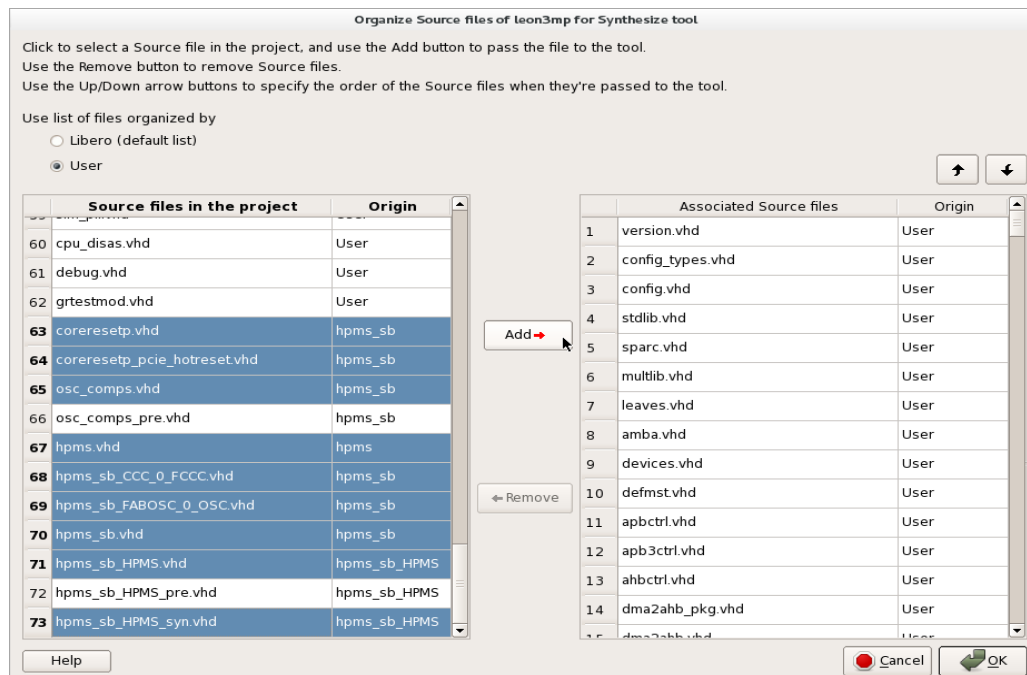 Organize Source files of leon3mp for Synthesize tool
Click to select a Source file in the project, and use the Add button to pass the file to the tool.
Use the Remove button to remove Source files.
Use the Up/Down arrow buttons to specify the order of the Source files when they're passed to the tool.
Use list of files organized by
Libero (default list)
User
Source files in the project Origin
60 cpu_disas.vhd User
61 debug.vhd User
62 grtestmod.vhd User
63 coreresetp.vhd hpms_sb
64 coreresetp_pcie_hotreset.vhd hpms_sb
65 osc_comps.vhd hpms_sb
66 osc_comps_pre.vhd hpms_sb
67 hpms.vhd hpms
68 hpms_sb_CCC_0_FCCC.vhd hpms_sb
69 hpms_sb_FABOSC_0_OSC.vhd hpms_sb
70 hpms_sb.vhd hpms_sb
71 hpms_sb_HPMS.vhd hpms_sb_HPMS
72 hpms_sb_HPMS_pre.vhd hpms_sb_HPMS
73 hpms_sb_HPMS_syn.vhd hpms_sb_HPMS
Add
Remove
Associated Source files Origin
1 version.vhd User
2 config_types.vhd User
3 config.vhd User
4 stdlib.vhd User
5 sparc.vhd User
6 multlib.vhd User
7 leaves.vhd User
8 amba.vhd User
9 devices.vhd User
10 defmst.vhd User
11 apbctrl.vhd User
12 apb3ctrl.vhd User
13 ahbctrl.vhd User
14 dma2ahb_pkg.vhd User
15 dma2ahb.vhd User
Help
Cancel
OK